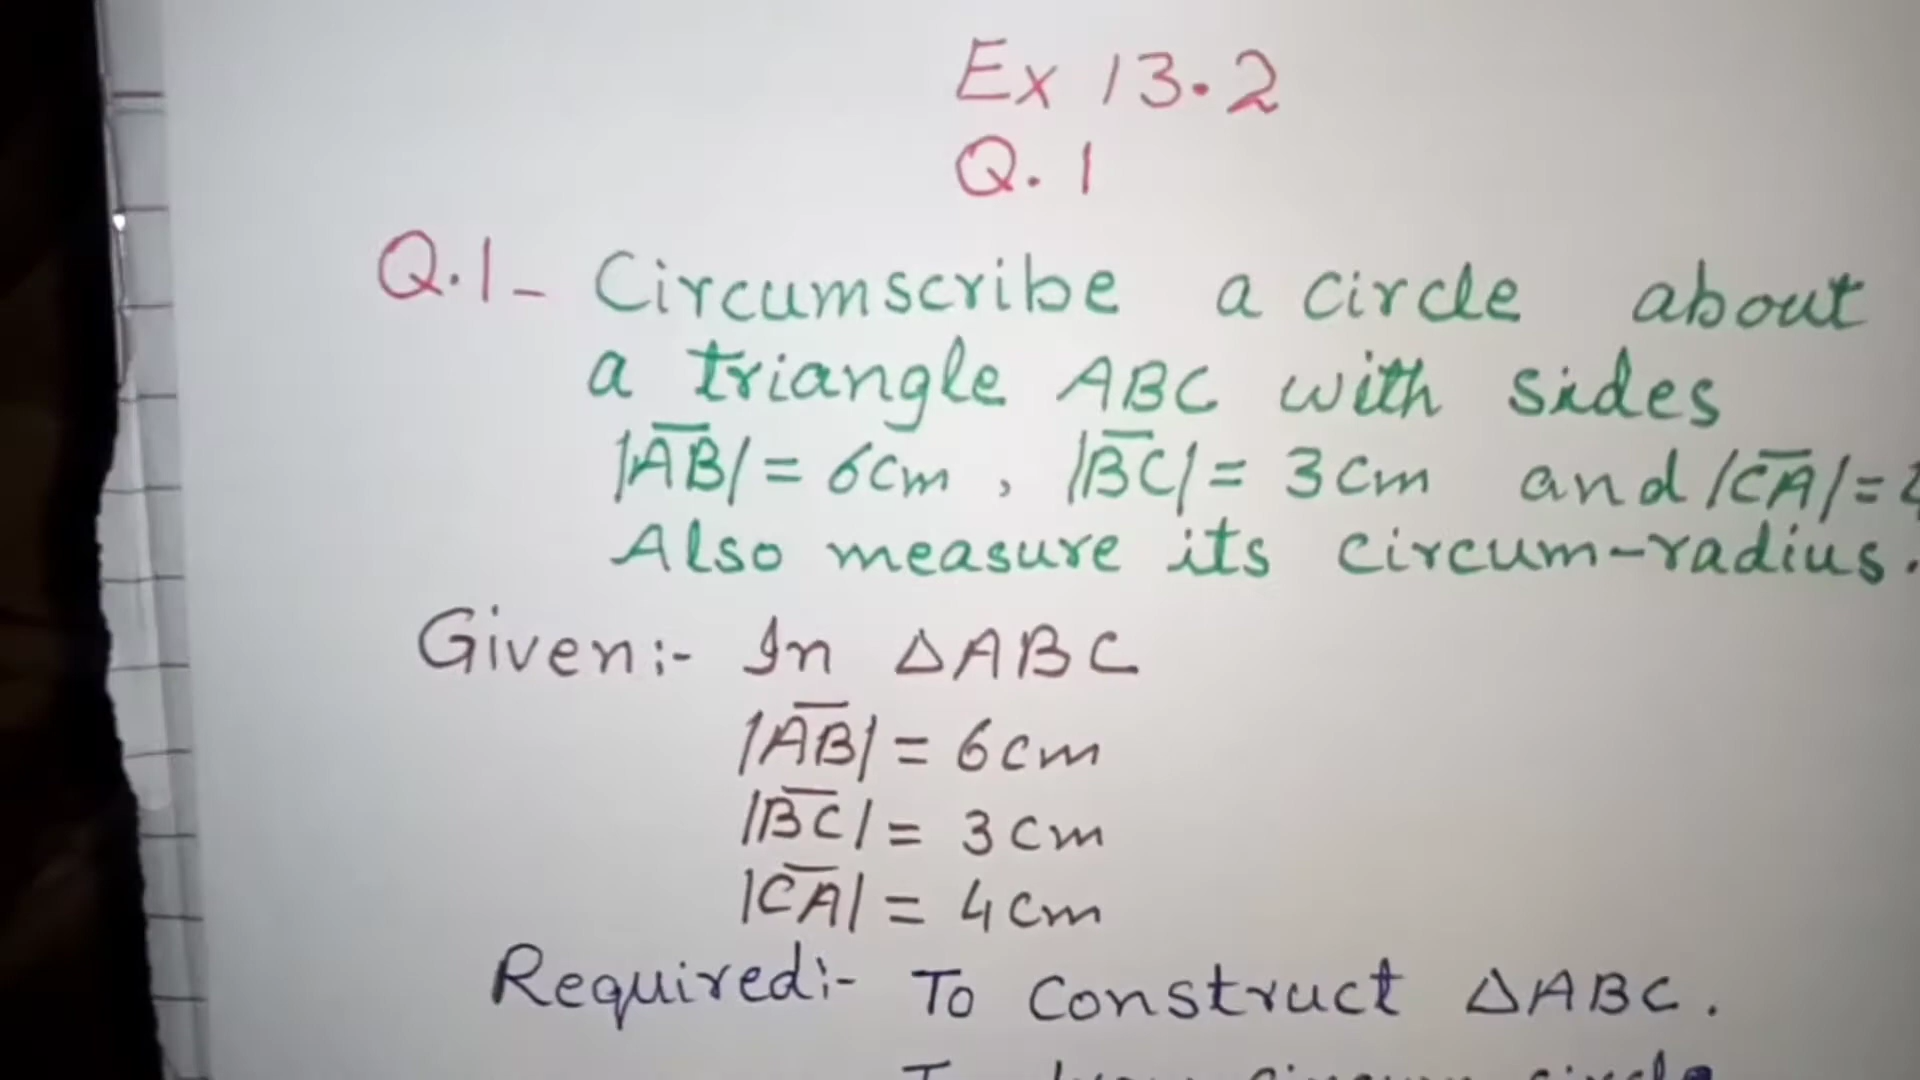 Ex 13.2
Q.1
Q.1- Circumscribe a circle about
a triangle ABC with sides
|AB| = 6cm, |BC| = 3cm and |CA| =
Also measure its circum-radius.
Given:- In △ABC
|AB| = 6cm
|BC| = 3cm
|CA| = 4cm
Required:- To construct △ABC.
circle